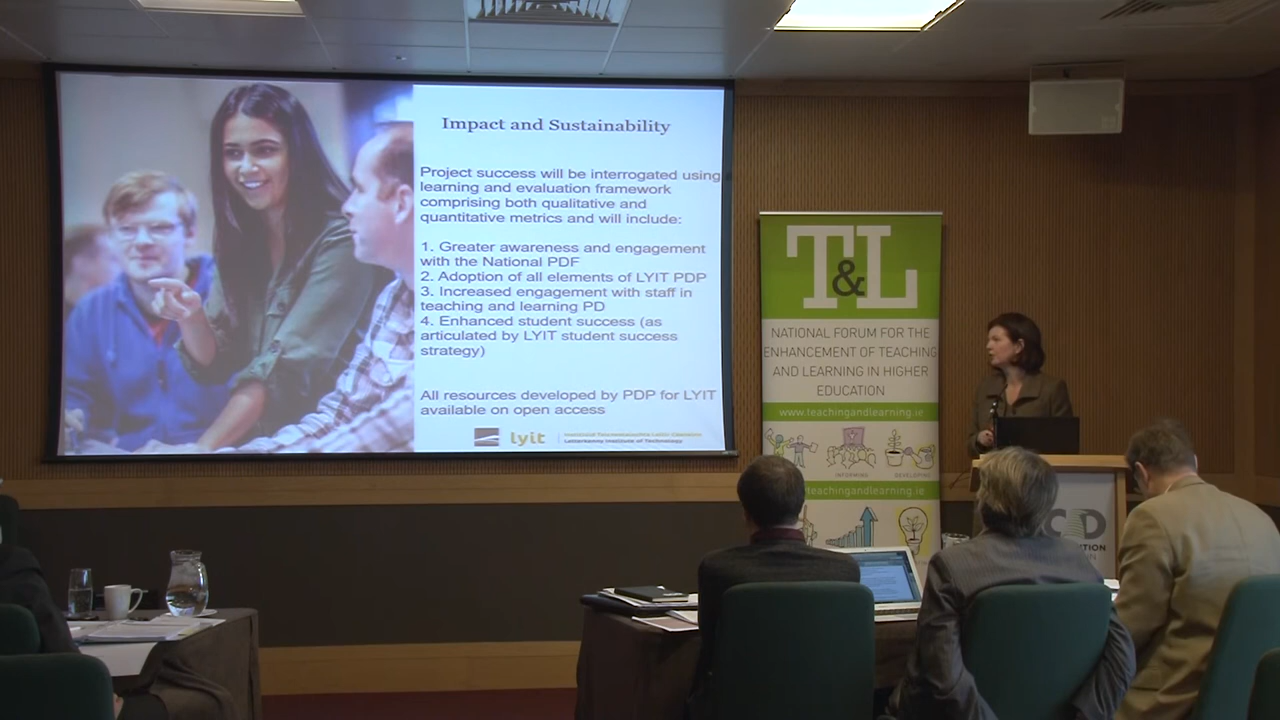 Impact and Sustainability
Project success will be interrogated using
learning and evaluation framework
comprising both qualitative and
quantitative metrics and will include:
1. Greater awareness and engagement
with the National PDF
2. Adoption of all elements of LYIT PDP
3. Increased engagement with staff in
teaching and learning PD
4. Enhanced student success (as
articulated by LYIT student success
strategy)
All resources developed by PDP for LYIT
available on open access
lyit
Letterkenny Institute of Technology
T&L
NATIONAL FORUM FOR THE
ENHANCEMENT OF TEACHING
AND LEARNING IN HIGHER
EDUCATION
www.teachingandlearning.ie
INFORMING DEVELOPING
teachingandlearning.ie